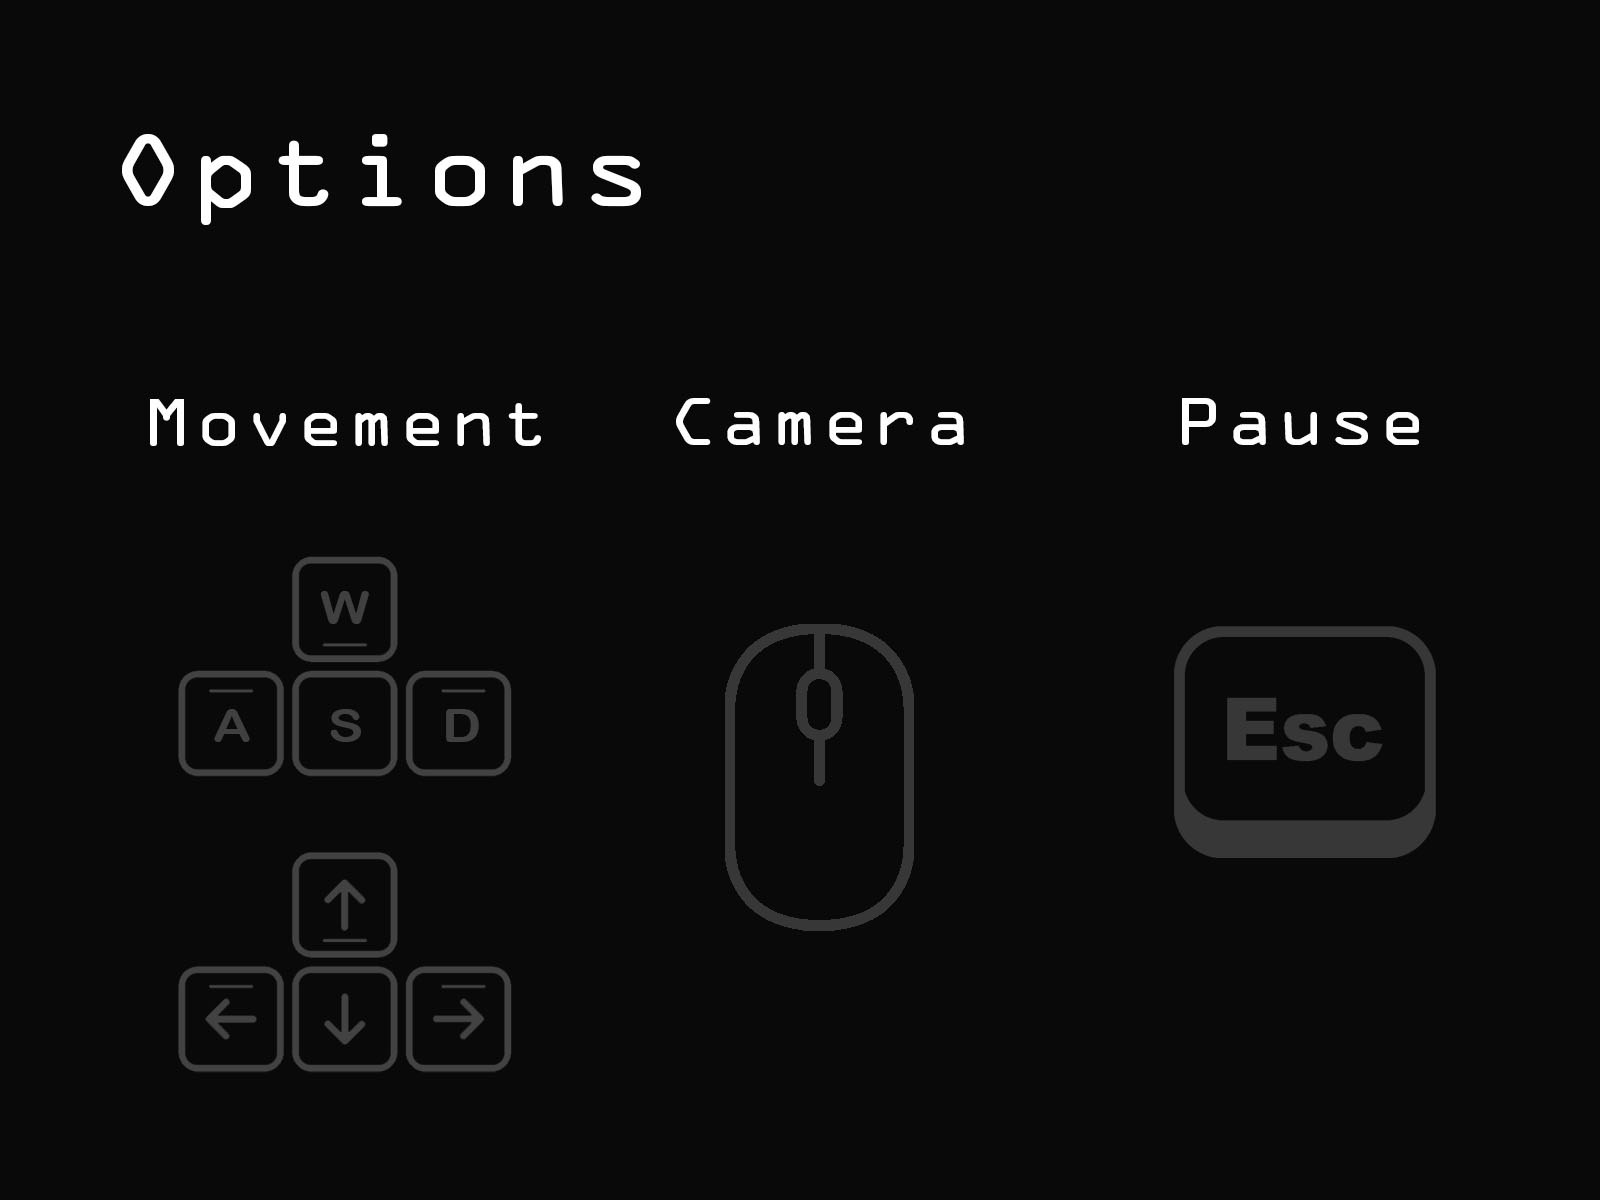 Options
Movement Camera Pause
W
A S D
Esc
↑
← ↓ →